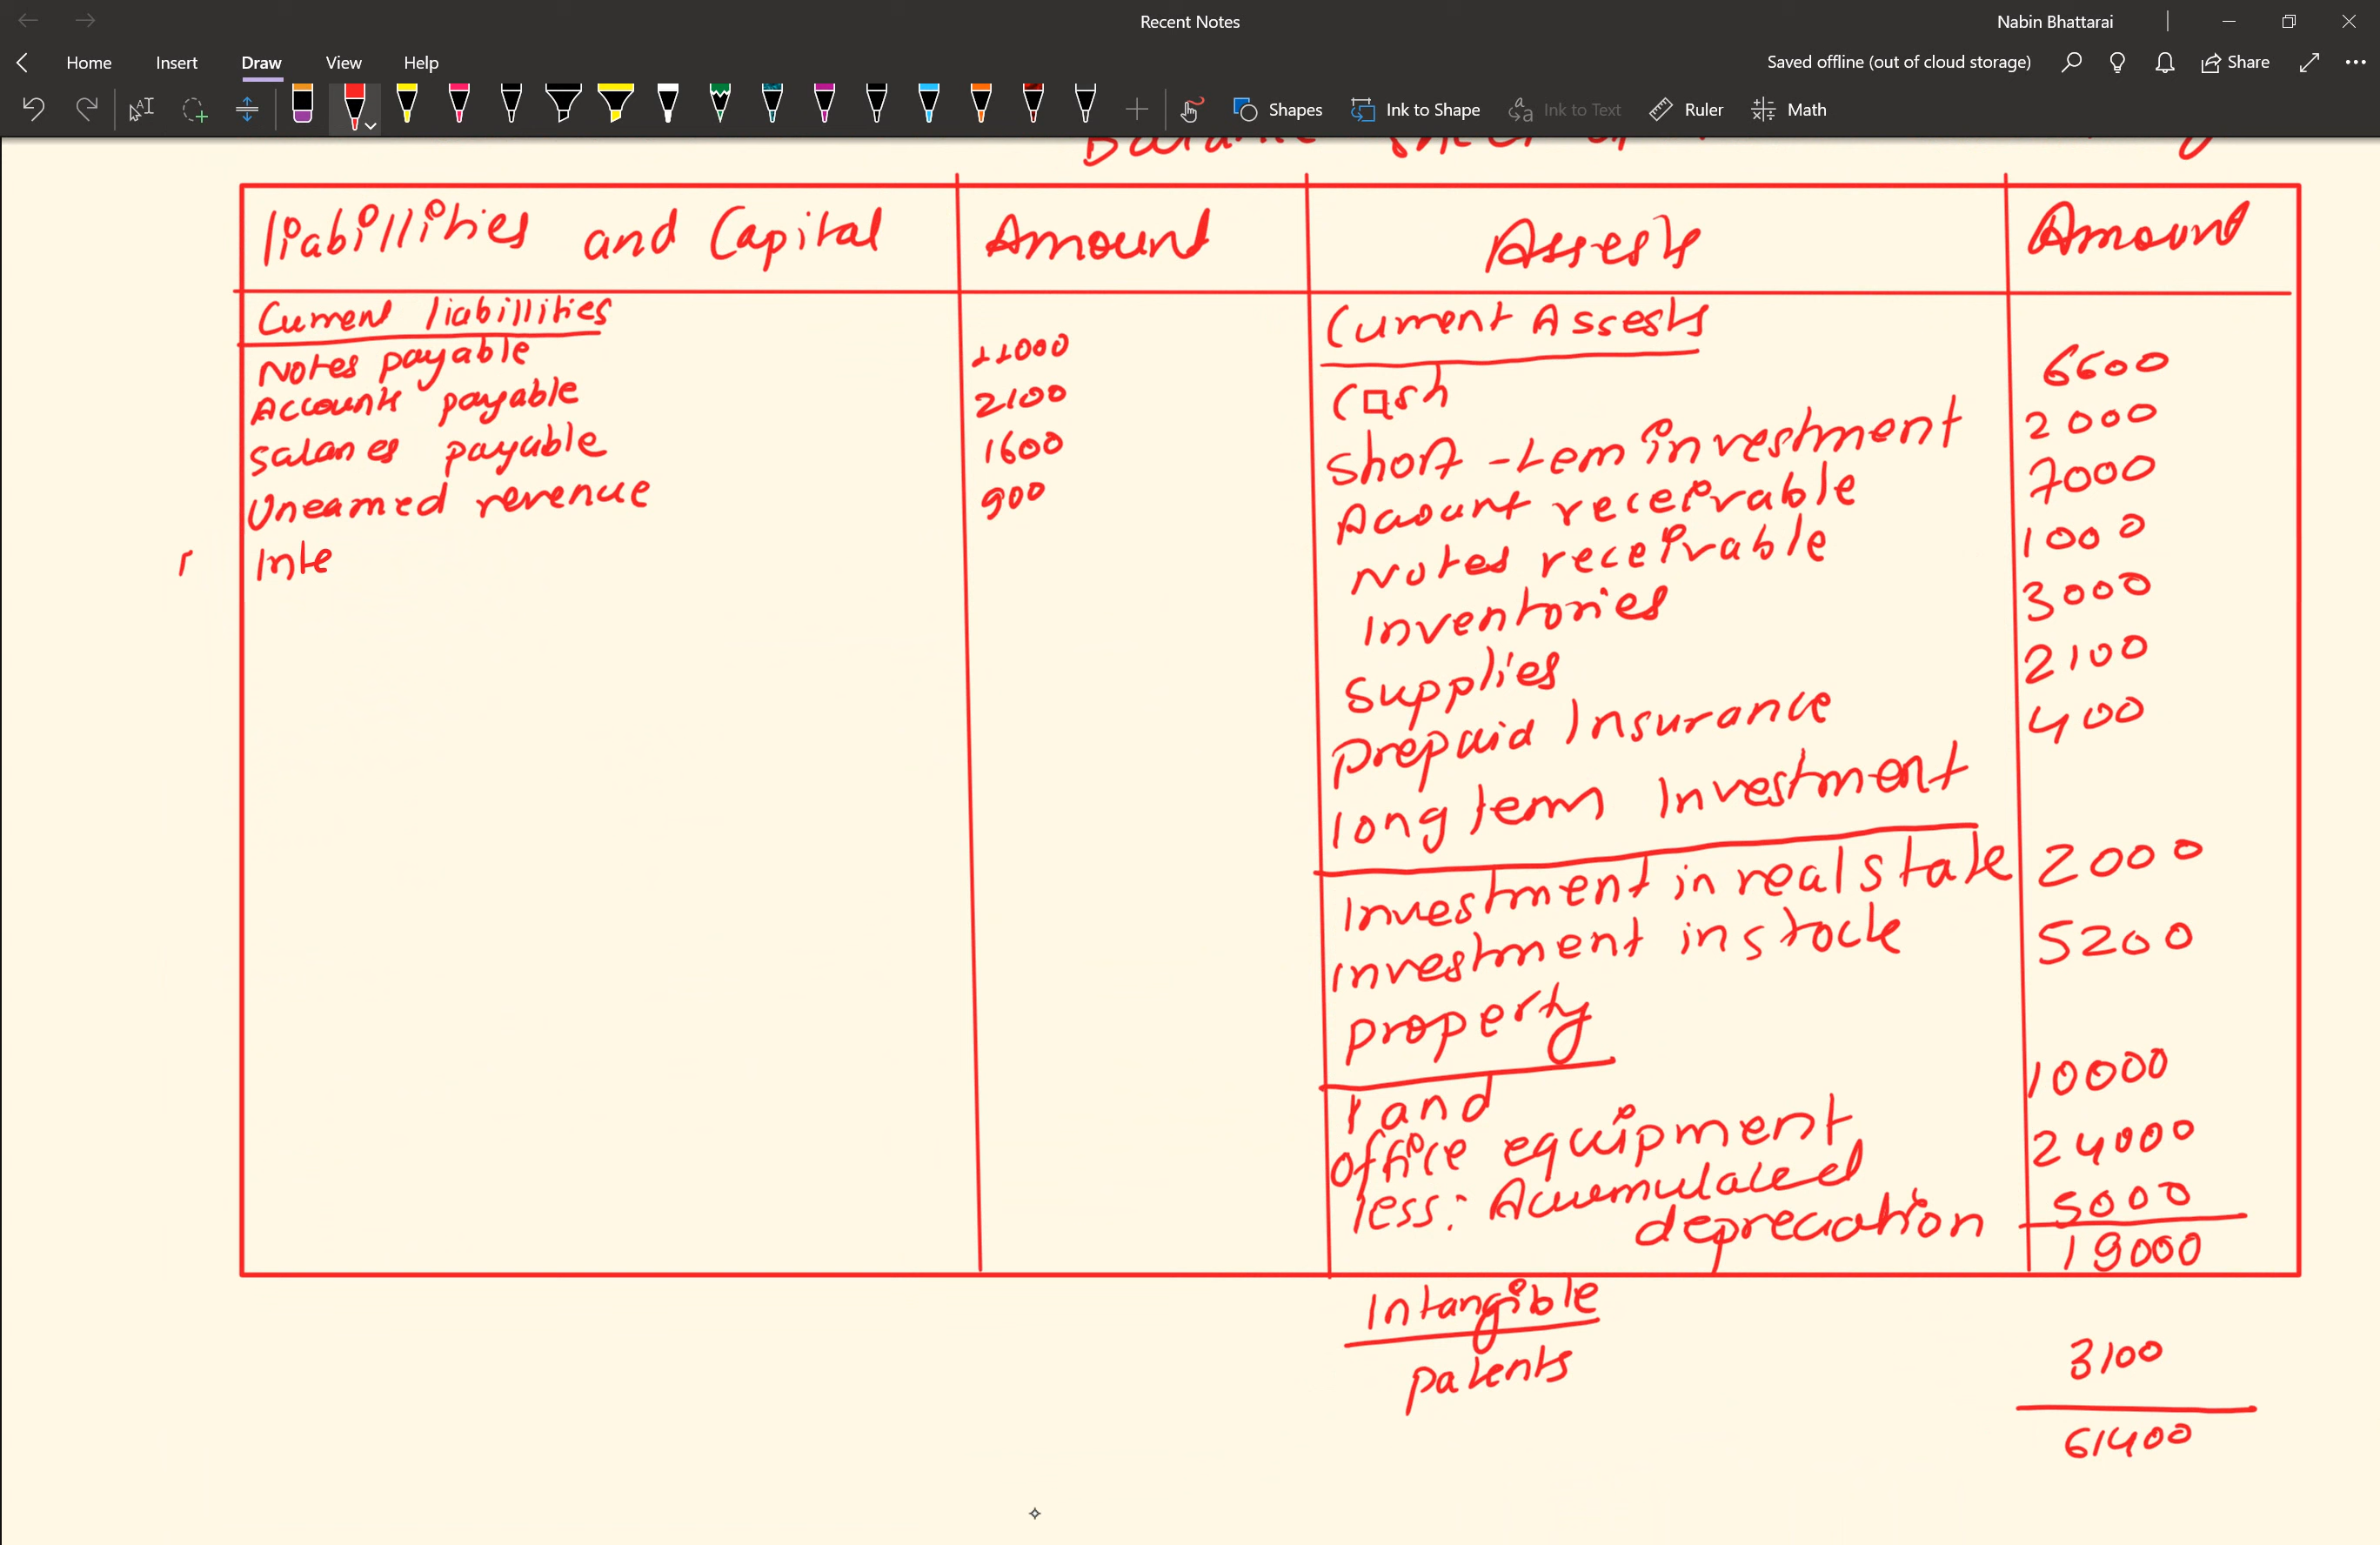 Recent Notes
Nabin Bhattarai
Home Insert Draw View Help
Saved offline (out of cloud storage)
Share
Shapes
Ink to Shape
Ink to Text
Ruler
Math
liabillities and Capital Amount Assests Amount
Current liabillities
Notes payable 11000
Accounts payable 2100
Salaries payable 1600
Unearned revenue 900
Inte
Current Assests
Cash 6600
Short-term investment 2000
Account receivable 7000
Notes receivable 1000
Inventories 3000
Supplies 2100
Prepaid Insurance 400
long term Investment
Investment in real state 2000
investment in stock 5200
property
land 10000
office equipment 24000
less: Accumulated 5000
depreciation
19000
Intangible
patents 3100
61400